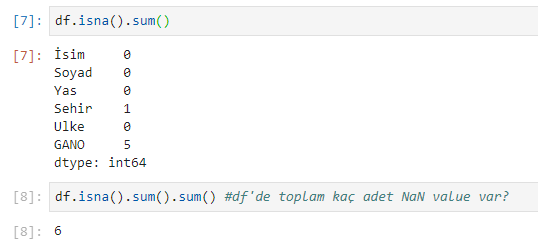 [7]: df.isna().sum()
[7]: İsim 0
Soyad 0
Yas 0
Sehir 1
Ulke 0
GANO 5
dtype: int64
[8]: df.isna().sum().sum() #df'de toplam kaç adet NaN value var?
[8]: 6